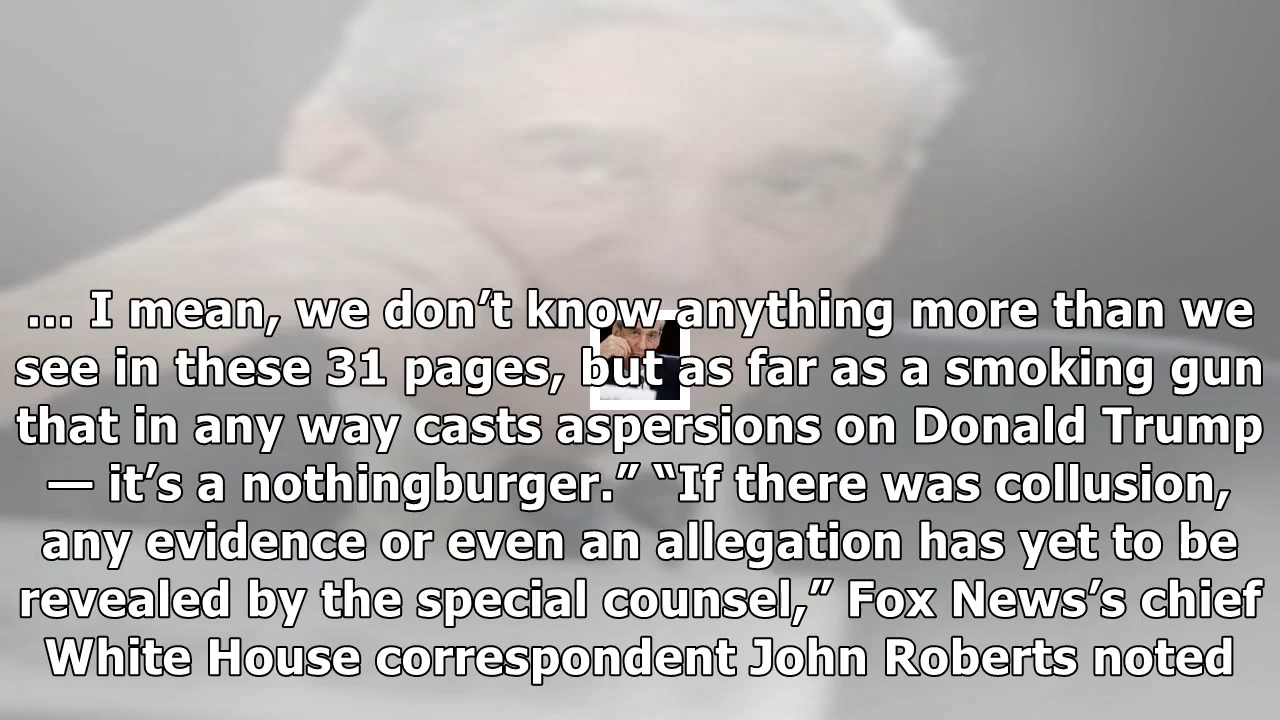 … I mean, we don’t know anything more than we
see in these 31 pages, but as far as a smoking gun
that in any way casts aspersions on Donald Trump
— it’s a nothingburger.” “If there was collusion,
any evidence or even an allegation has yet to be
revealed by the special counsel,” Fox News’s chief
White House correspondent John Roberts noted